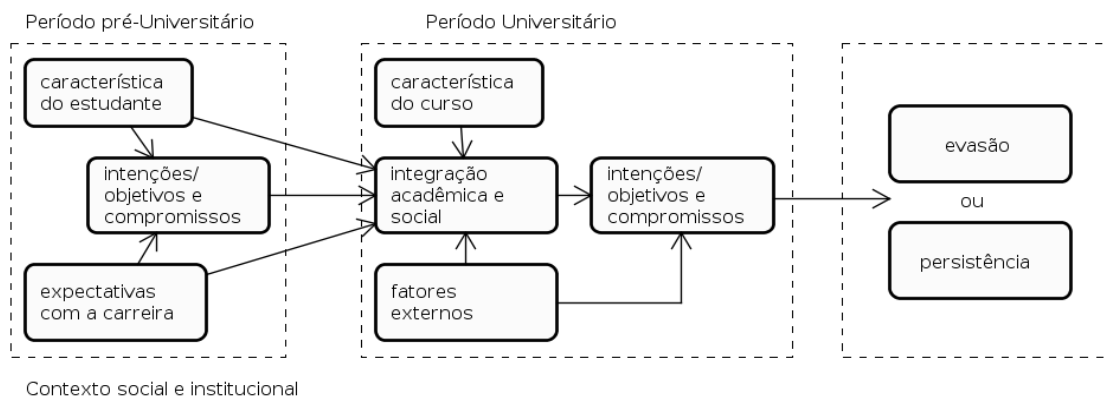 Período pré-Universitário
Período Universitário
característica
do estudante
intenções/
objetivos e
compromissos
expectativas
com a carreira
característica
do curso
integração
acadêmica e
social
fatores
externos
intenções/
objetivos e
compromissos
evasão
ou
persistência
Contexto social e institucional